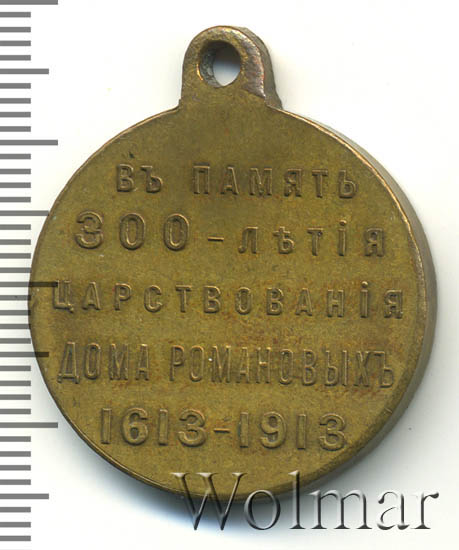 ВЪ ПАМЯТЬ
300-лѣтія
ЦАРСТВОВАНІЯ
ДОМА РОМАНОВЫХЪ
1613-1913
Wolmar